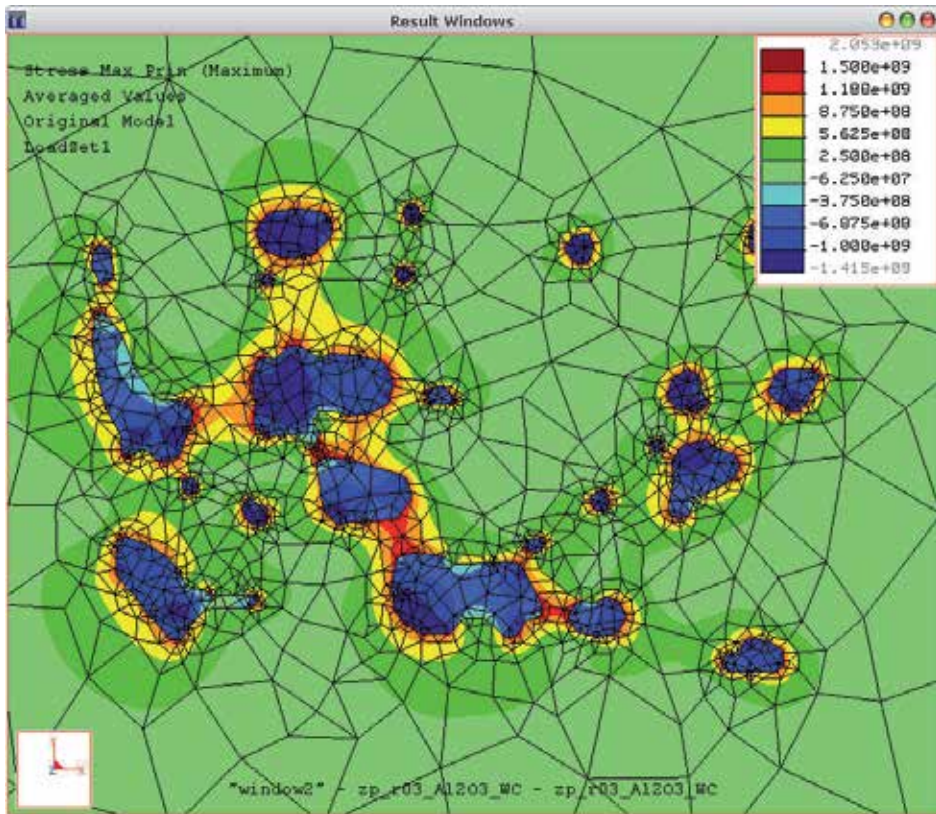 Result Windows
Stress Max Prin (Maximum)
Averaged Values
Original Model
LoadSet1
2.059e+09
1.500e+09
1.180e+09
8.750e+08
5.625e+08
2.500e+08
-6.250e+07
-3.750e+08
-6.875e+08
-1.000e+09
-1.415e+09
"window2" - zp_r03_Al2O3_WC - zp_r03_Al2O3_WC